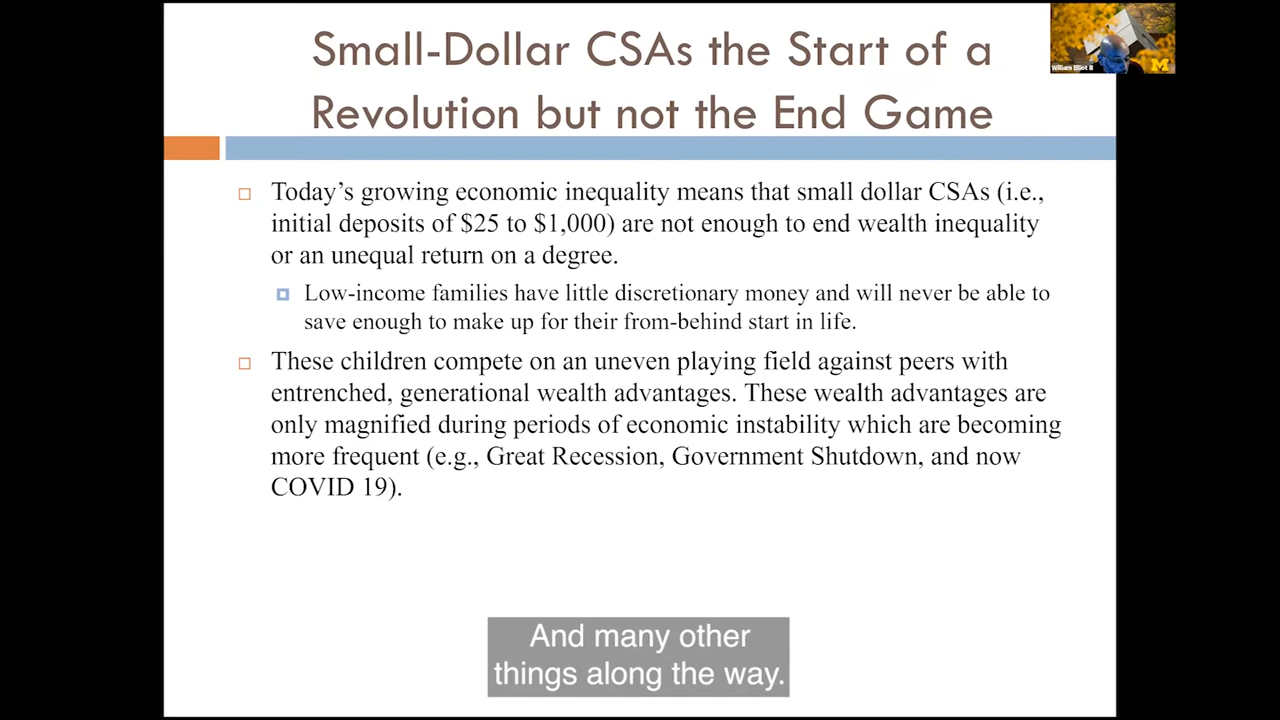 Small-Dollar CSAs the Start of a
Revolution but not the End Game
William Elliott III
Today’s growing economic inequality means that small dollar CSAs (i.e.,
initial deposits of $25 to $1,000) are not enough to end wealth inequality
or an unequal return on a degree.
Low-income families have little discretionary money and will never be able to
save enough to make up for their from-behind start in life.
These children compete on an uneven playing field against peers with
entrenched, generational wealth advantages. These wealth advantages are
only magnified during periods of economic instability which are becoming
more frequent (e.g., Great Recession, Government Shutdown, and now
COVID 19).
And many other
things along the way.